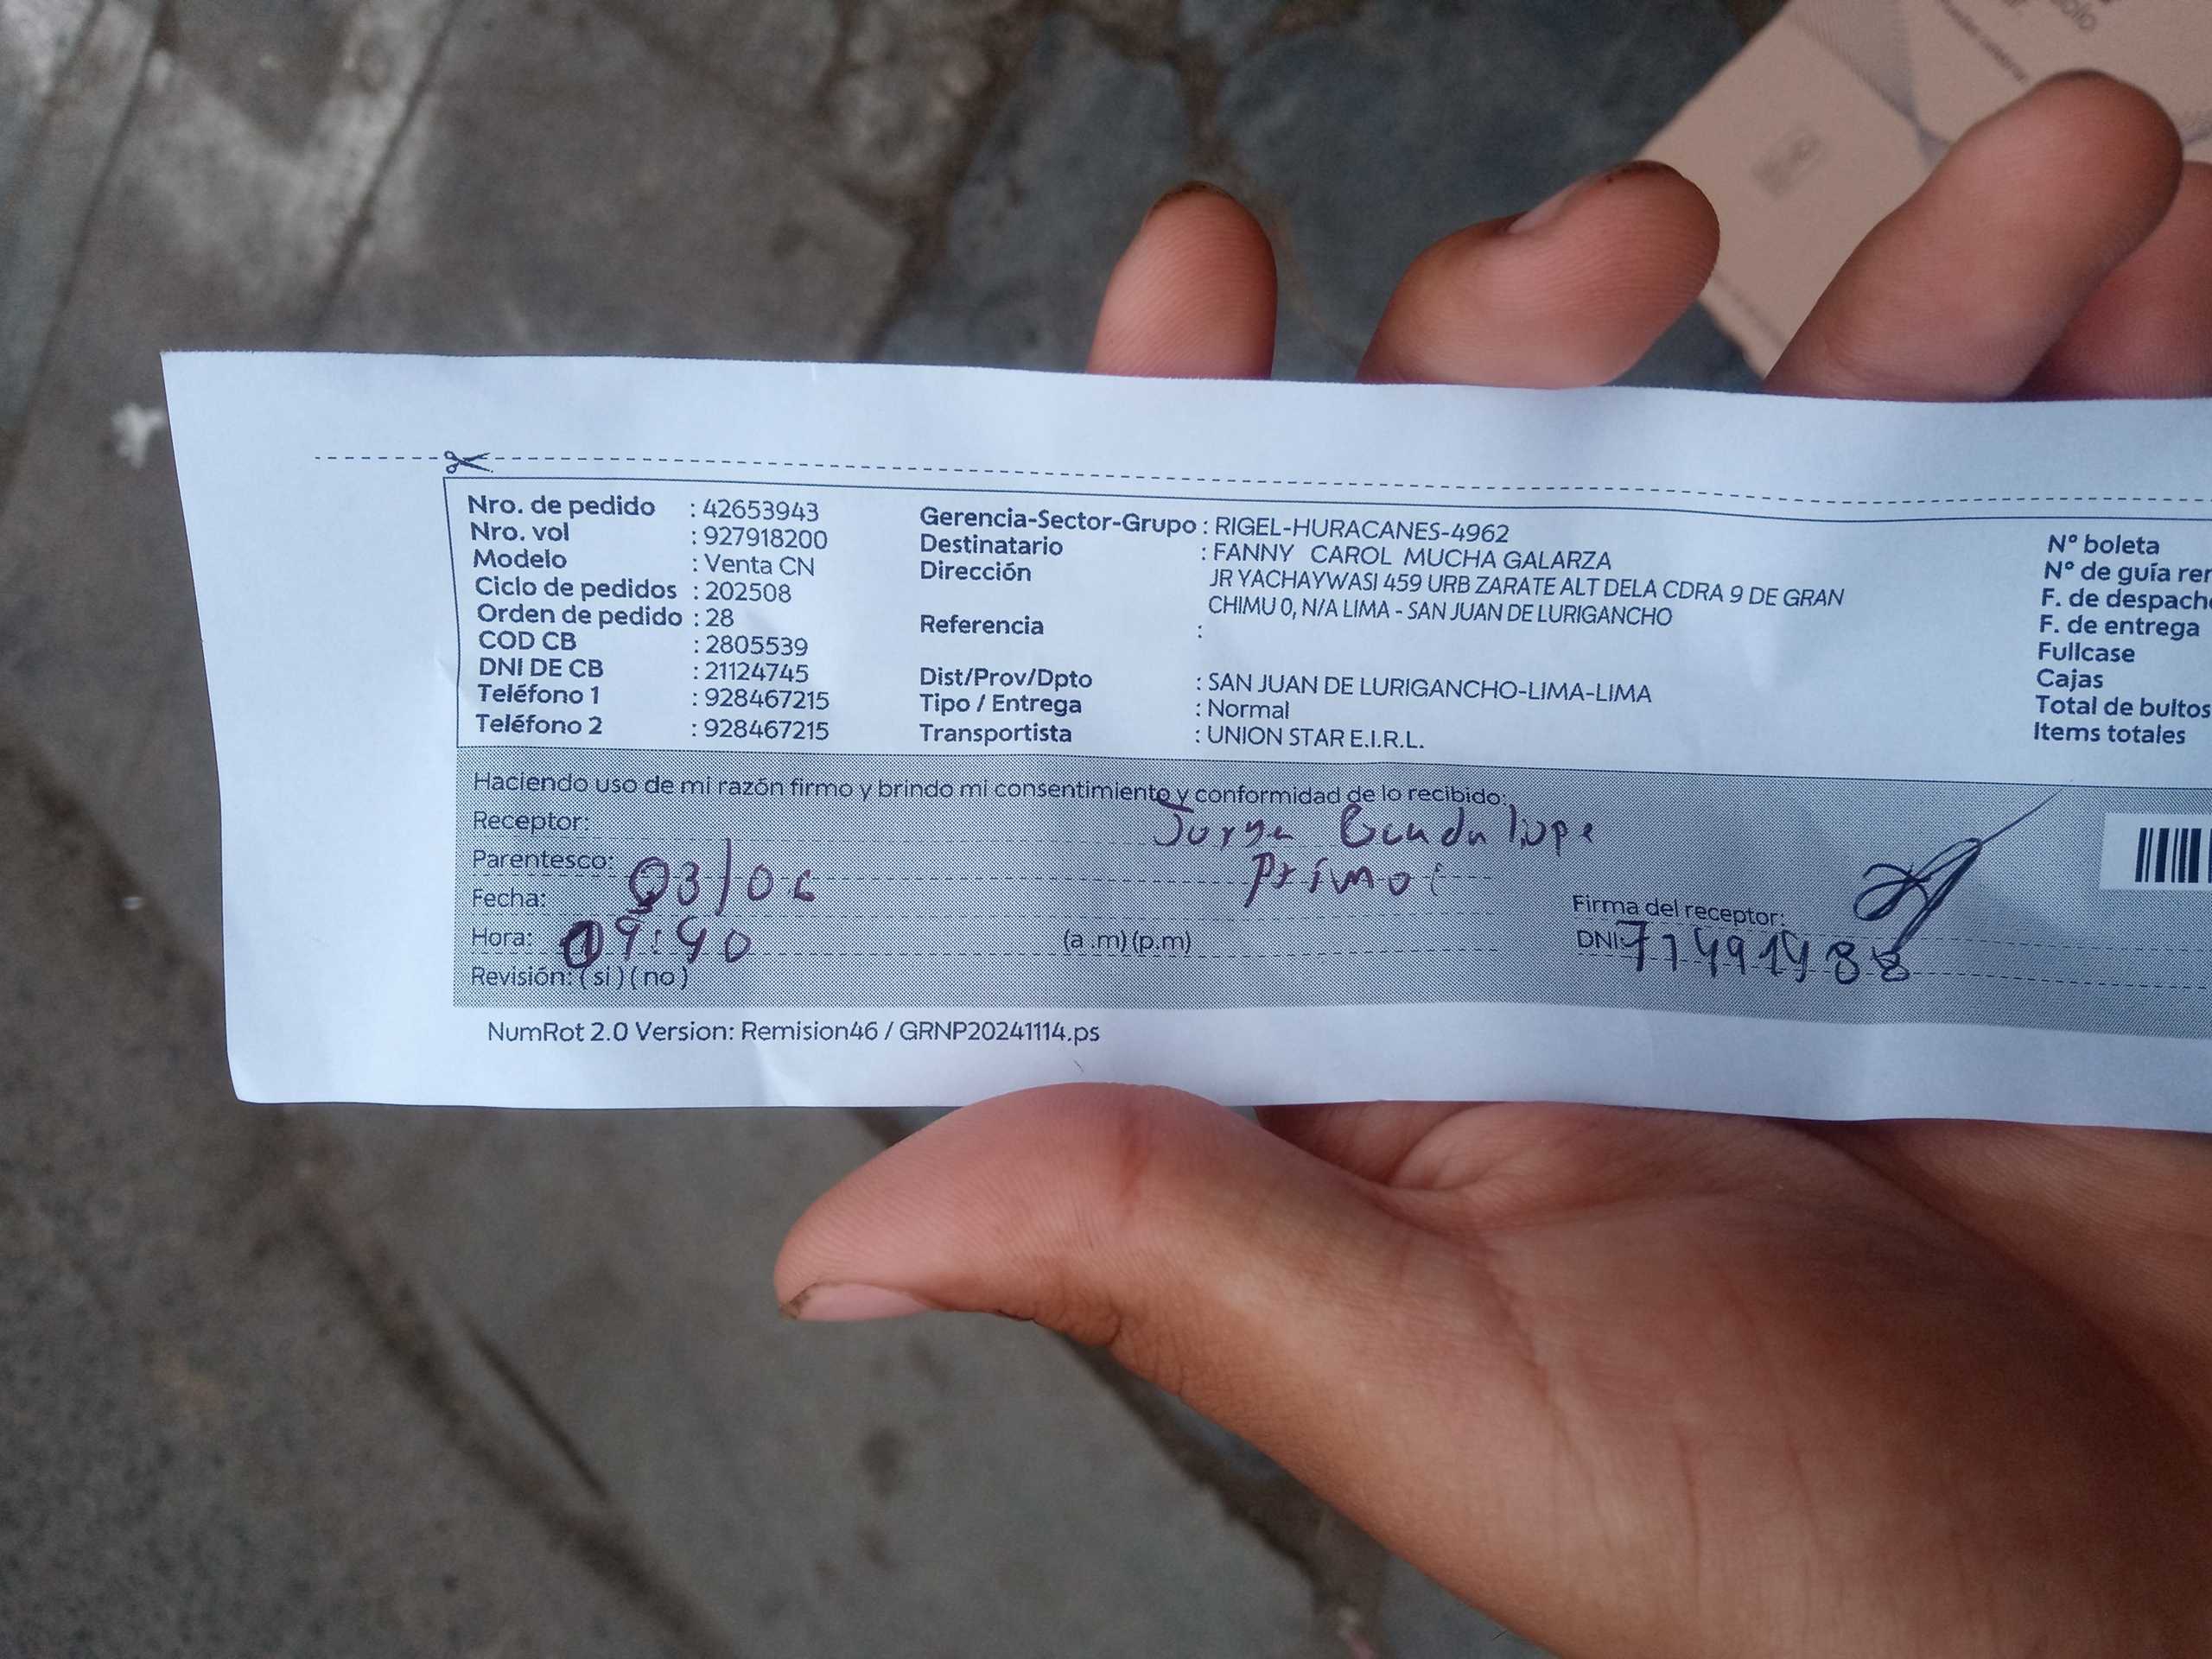 Nro. de pedido : 42653943
Nro. vol : 927918200
Modelo : Venta CN
Ciclo de pedidos : 202508
Orden de pedido : 28
COD CB : 2805539
DNI DE CB : 21124745
Teléfono 1 : 928467215
Teléfono 2 : 928467215
Gerencia-Sector-Grupo : RIGEL-HURACANES-4962
Destinatario : FANNY CAROL MUCHA GALARZA
Dirección JR YACHAYWASI 459 URB ZARATE ALT DELA CDRA 9 DE GRAN
CHIMU 0, N/A LIMA - SAN JUAN DE LURIGANCHO
Referencia :
Dist/Prov/Dpto : SAN JUAN DE LURIGANCHO-LIMA-LIMA
Tipo / Entrega : Normal
Transportista : UNION STAR E.I.R.L.
Nº boleta
Nº de guía rer
F. de despach
F. de entrega
Fullcase
Cajas
Total de bultos
Items totales
Haciendo uso de mi razón firmo y brindo mi consentimiento y conformidad de lo recibido:
Receptor: Jorge Guadalupe
Parentesco: Primo
Fecha: 03/06
Hora: 09:40 (a .m) (p.m)
Revisión: (si) (no)
Firma del receptor:
DNI:
NumRot 2.0 Version: Remision46 / GRNP20241114.ps